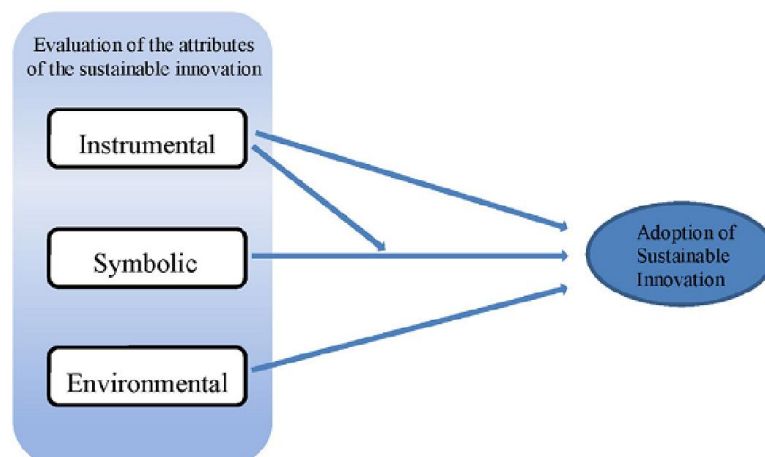 Evaluation of the attributes
of the sustainable innovation
Instrumental
Symbolic
Environmental
Adoption of
Sustainable
Innovation